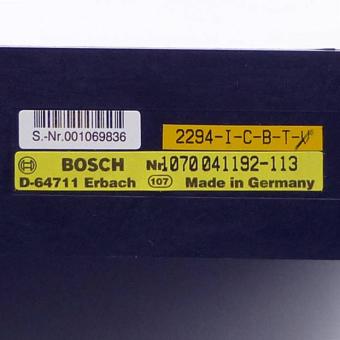 S.-Nr.001069836
2294-I-C-B-T-V
BOSCH Nr. 1070 041192-113
D-64711 Erbach 107 Made in Germany